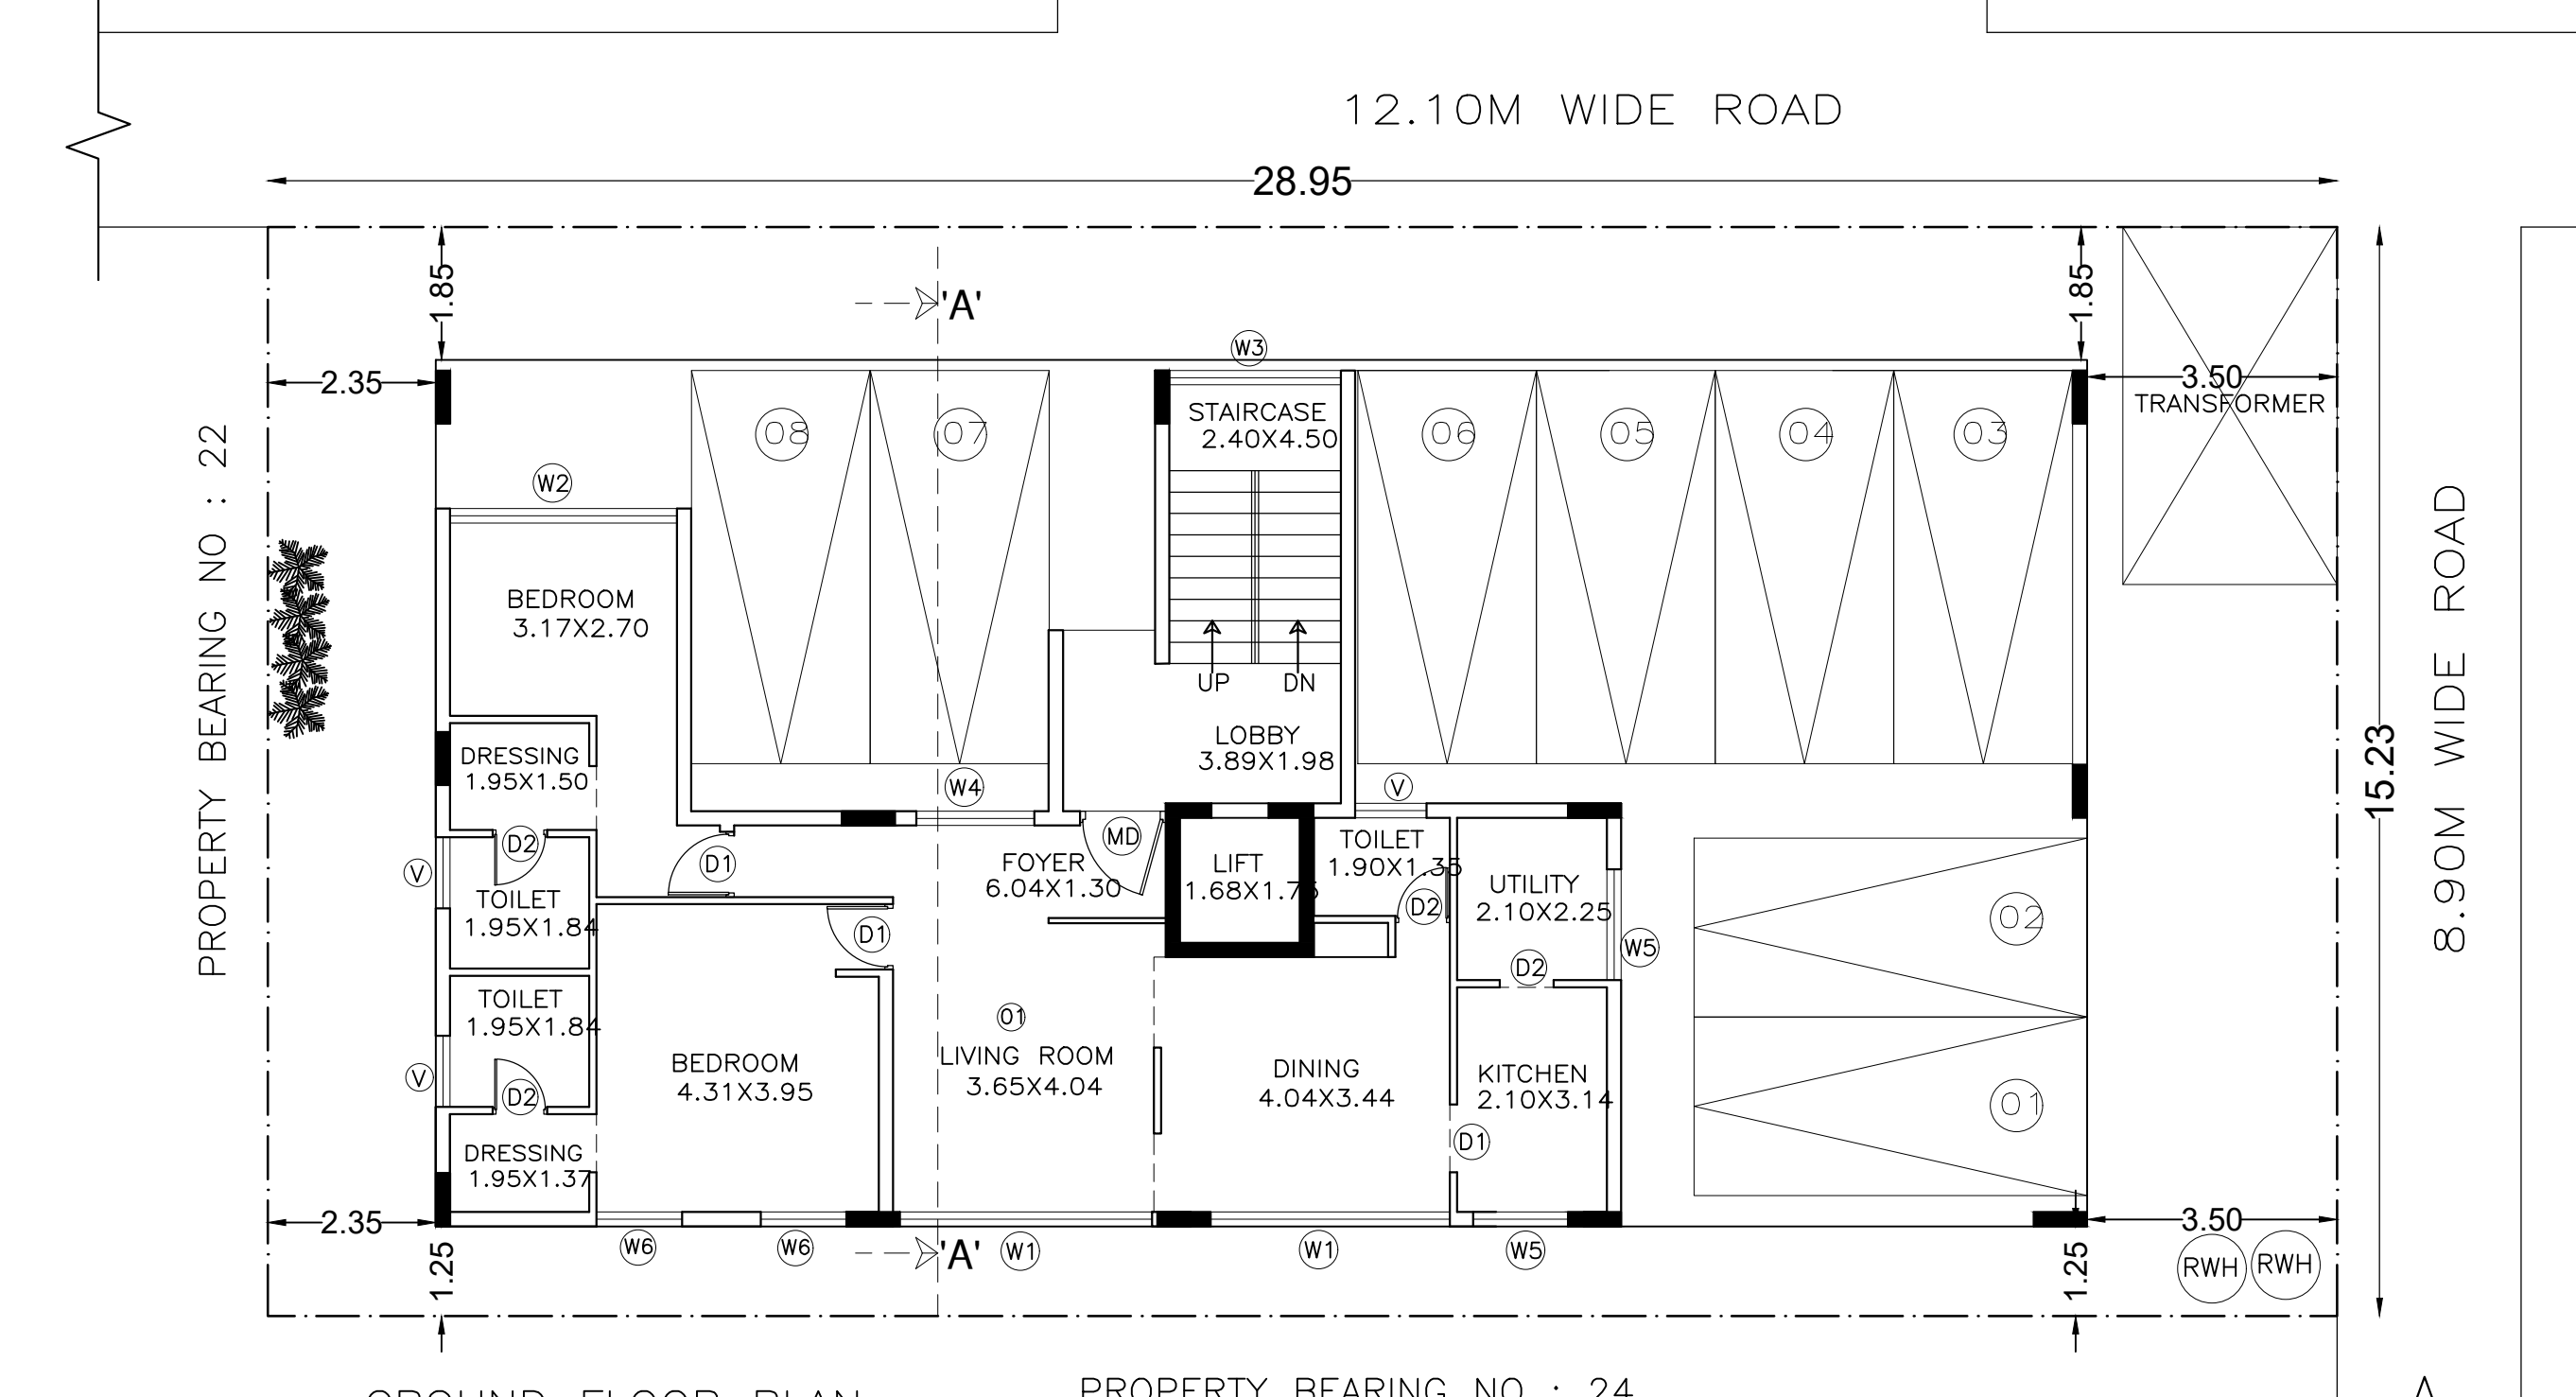 12.10M WIDE ROAD
28.95
1.85
1.85
'A'
W3
2.35
3.50
TRANSFORMER
STAIRCASE
2.40X4.50
08
07
06
05
04
03
W2
PROPERTY BEARING NO : 22
8.90M WIDE ROAD
15.23
BEDROOM
3.17X2.70
UP
DN
LOBBY
3.89X1.98
DRESSING
1.95X1.50
W4
V
D2
D1
MD
FOYER
6.04X1.30
LIFT
1.68X1.75
TOILET
1.90X1.35
D2
UTILITY
2.10X2.25
V
TOILET
1.95X1.84
D1
W5
02
D2
TOILET
1.95X1.84
01
LIVING ROOM
3.65X4.04
BEDROOM
4.31X3.95
DINING
4.04X3.44
KITCHEN
2.10X3.14
V
D2
01
D1
DRESSING
1.95X1.37
2.35
3.50
W6
W6
'A'
W1
W1
W5
1.25
1.25
RWH
RWH
GROUND FLOOR PLAN
PROPERTY BEARING NO : 24